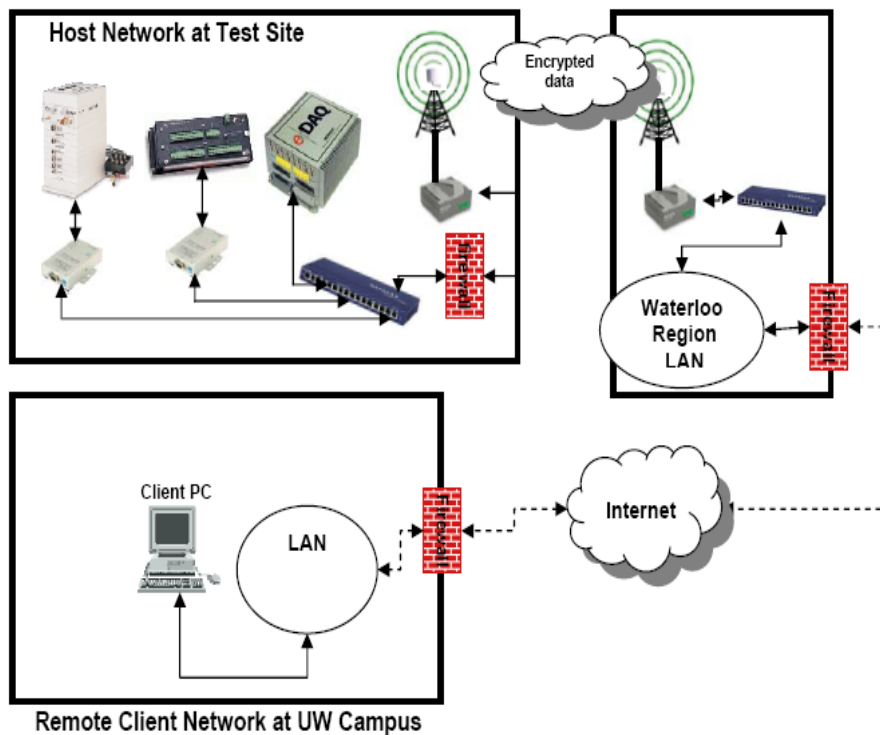 Host Network at Test Site
Encrypted
data
DAQ
firewall
Waterloo
Region
LAN
Firewall
Client PC
LAN
Firewall
Internet
Remote Client Network at UW Campus